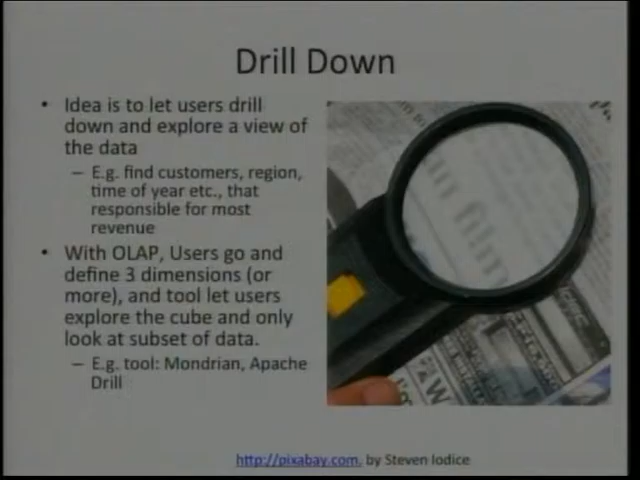 Drill Down
• Idea is to let users drill
down and explore a view of
the data
– E.g. find customers, region,
time of year etc., that
responsible for most
revenue
• With OLAP, Users go and
define 3 dimensions (or
more), and tool let users
explore the cube and only
look at subset of data.
– E.g. tool: Mondrian, Apache
Drill
in film
http://pixabay.com, by Steven Iodice